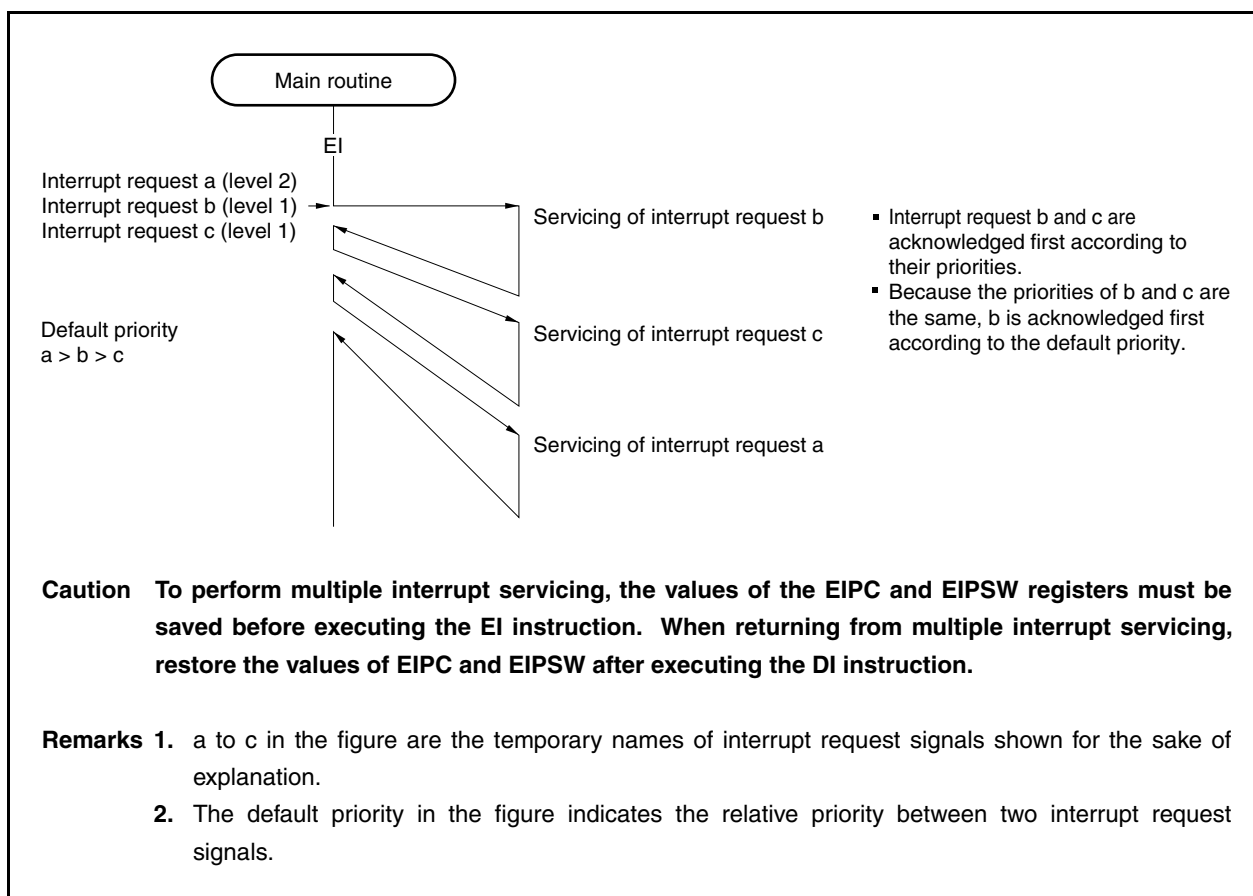 Main routine
EI
Interrupt request a (level 2)
Interrupt request b (level 1)
Interrupt request c (level 1)
Servicing of interrupt request b
▪ Interrupt request b and c are
acknowledged first according to
their priorities.
▪ Because the priorities of b and c are
the same, b is acknowledged first
according to the default priority.
Default priority
a > b > c
Servicing of interrupt request c
Servicing of interrupt request a
Caution To perform multiple interrupt servicing, the values of the EIPC and EIPSW registers must be
saved before executing the EI instruction. When returning from multiple interrupt servicing,
restore the values of EIPC and EIPSW after executing the DI instruction.
Remarks 1. a to c in the figure are the temporary names of interrupt request signals shown for the sake of
explanation.
2. The default priority in the figure indicates the relative priority between two interrupt request
signals.